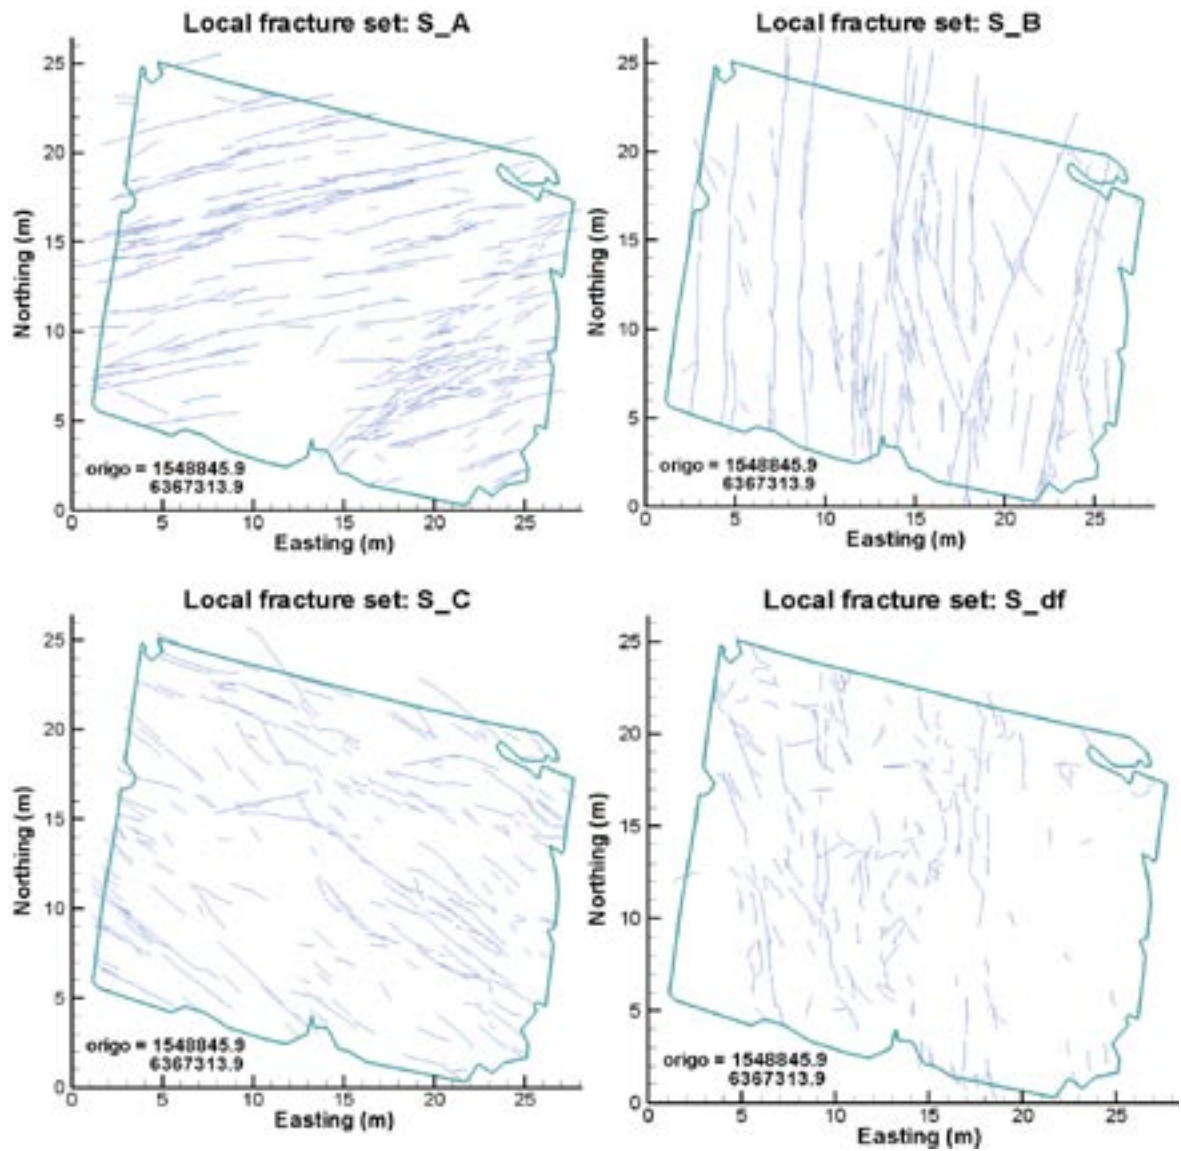 Local fracture set: S_A
25
20
15
10
5
0
Northing (m)
origo = 1548845.9
6367313.9
0 5 10 15 20 25
Easting (m)
Local fracture set: S_B
25
20
15
10
5
0
Northing (m)
origo = 1548845.9
6367313.9
0 5 10 15 20 25
Easting (m)
Local fracture set: S_C
25
20
15
10
5
0
Northing (m)
origo = 1548845.9
6367313.9
0 5 10 15 20 25
Easting (m)
Local fracture set: S_df
25
20
15
10
5
0
Northing (m)
origo = 1548845.9
6367313.9
0 5 10 15 20 25
Easting (m)